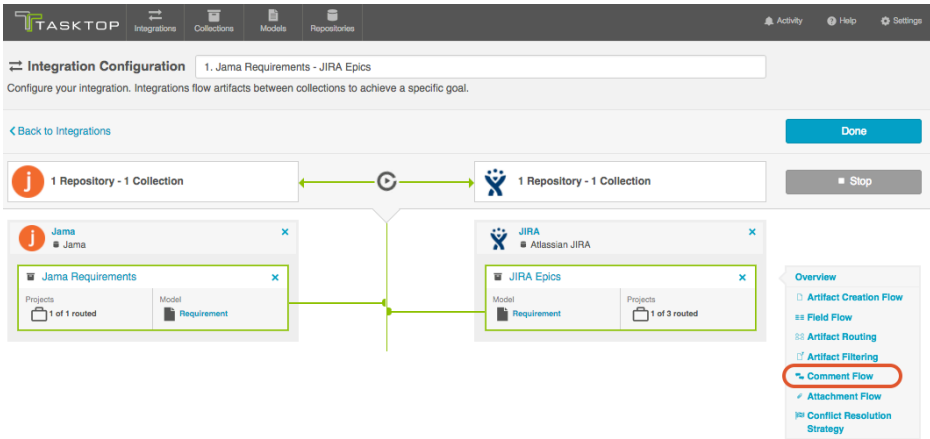 TASKTOP
Integrations
Collections
Models
Repositories
Activity
Help
Settings
Integration Configuration
1. Jama Requirements - JIRA Epics
Configure your integration. Integrations flow artifacts between collections to achieve a specific goal.
Back to Integrations
Done
j
1 Repository - 1 Collection
1 Repository - 1 Collection
Stop
j
Jama
Jama
JIRA
Atlassian JIRA
Jama Requirements
Projects
1 of 1 routed
Model
Requirement
JIRA Epics
Model
Requirement
Projects
1 of 3 routed
Overview
Artifact Creation Flow
Field Flow
Artifact Routing
Artifact Filtering
Comment Flow
Attachment Flow
Conflict Resolution
Strategy